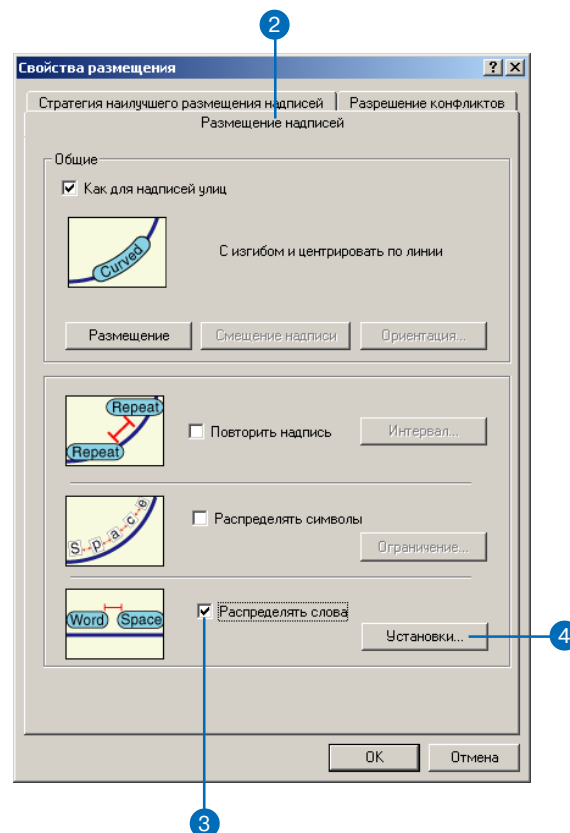 2
Свойства размещения
Стратегия наилучшего размещения надписей
Разрешение конфликтов
Размещение надписей
Общие
Как для надписей улиц
Curved
С изгибом и центрировать по линии
Размещение
Смещение надписи
Ориентация...
Repeat
Repeat
Повторить надпись
Интервал...
Space
Распределять символы
Ограничение...
Word Space
Распределять слова
Установки...
4
OK
Отмена
3